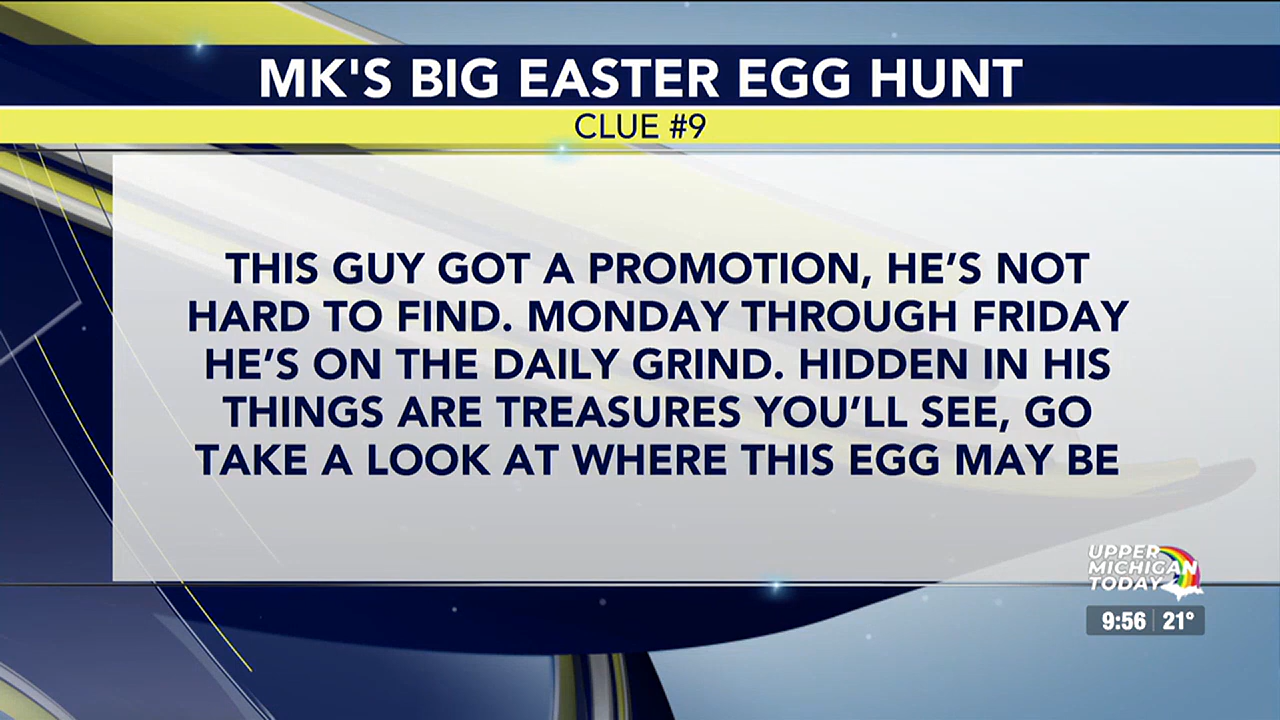 MK'S BIG EASTER EGG HUNT
CLUE #9
THIS GUY GOT A PROMOTION, HE’S NOT
HARD TO FIND. MONDAY THROUGH FRIDAY
HE’S ON THE DAILY GRIND. HIDDEN IN HIS
THINGS ARE TREASURES YOU’LL SEE, GO
TAKE A LOOK AT WHERE THIS EGG MAY BE
UPPER
MICHIGAN
TODAY
9:56 21°